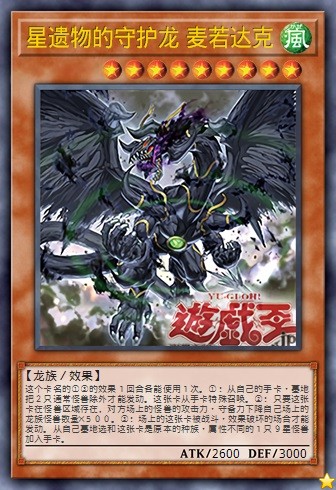 星遗物的守护龙 麦若达克
風
YU-GI-OH!
遊戯王
【龙族／效果】
这个卡名的①③的效果１回合各能使用１次。①：从自己的手卡·墓地
把２只通常怪兽除外才能发动。这张卡从手卡特殊召唤。②：只要这张
卡在怪兽区域存在，对方场上的怪兽的攻击力·守备力下降自己场上的
龙族怪兽数量×５００。③：场上的这张卡被战斗·效果破坏的场合才能发
动。从自己墓地选和这张卡是原本的种族·属性不同的１只９星怪兽
加入手卡。
ATK/2600 DEF/3000